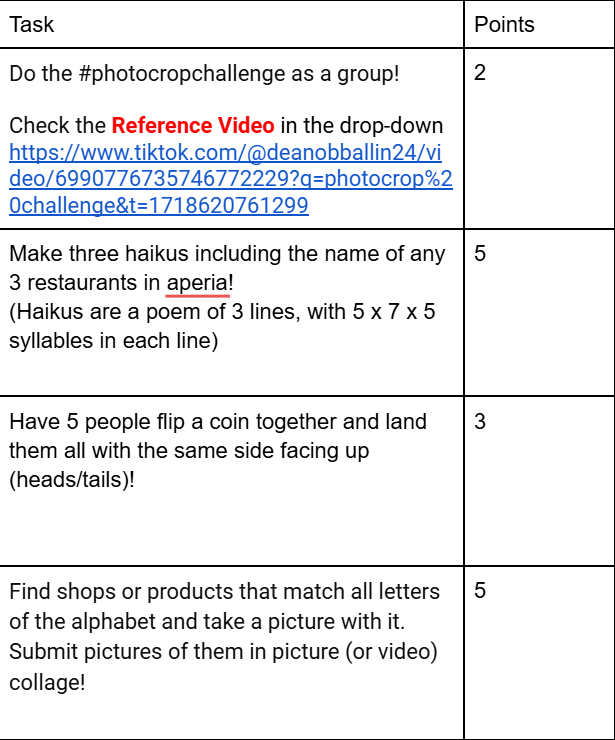 Task Points
Do the #photocropchallenge as a group! 2
Check the Reference Video in the drop-down
https://www.tiktok.com/@deanobballin24/vi
deo/6990776735746772229?q=photocrop%2
0challenge&t=1718620761299
Make three haikus including the name of any 5
3 restaurants in aperia!
(Haikus are a poem of 3 lines, with 5 x 7 x 5
syllables in each line)
Have 5 people flip a coin together and land 3
them all with the same side facing up
(heads/tails)!
Find shops or products that match all letters 5
of the alphabet and take a picture with it.
Submit pictures of them in picture (or video)
collage!